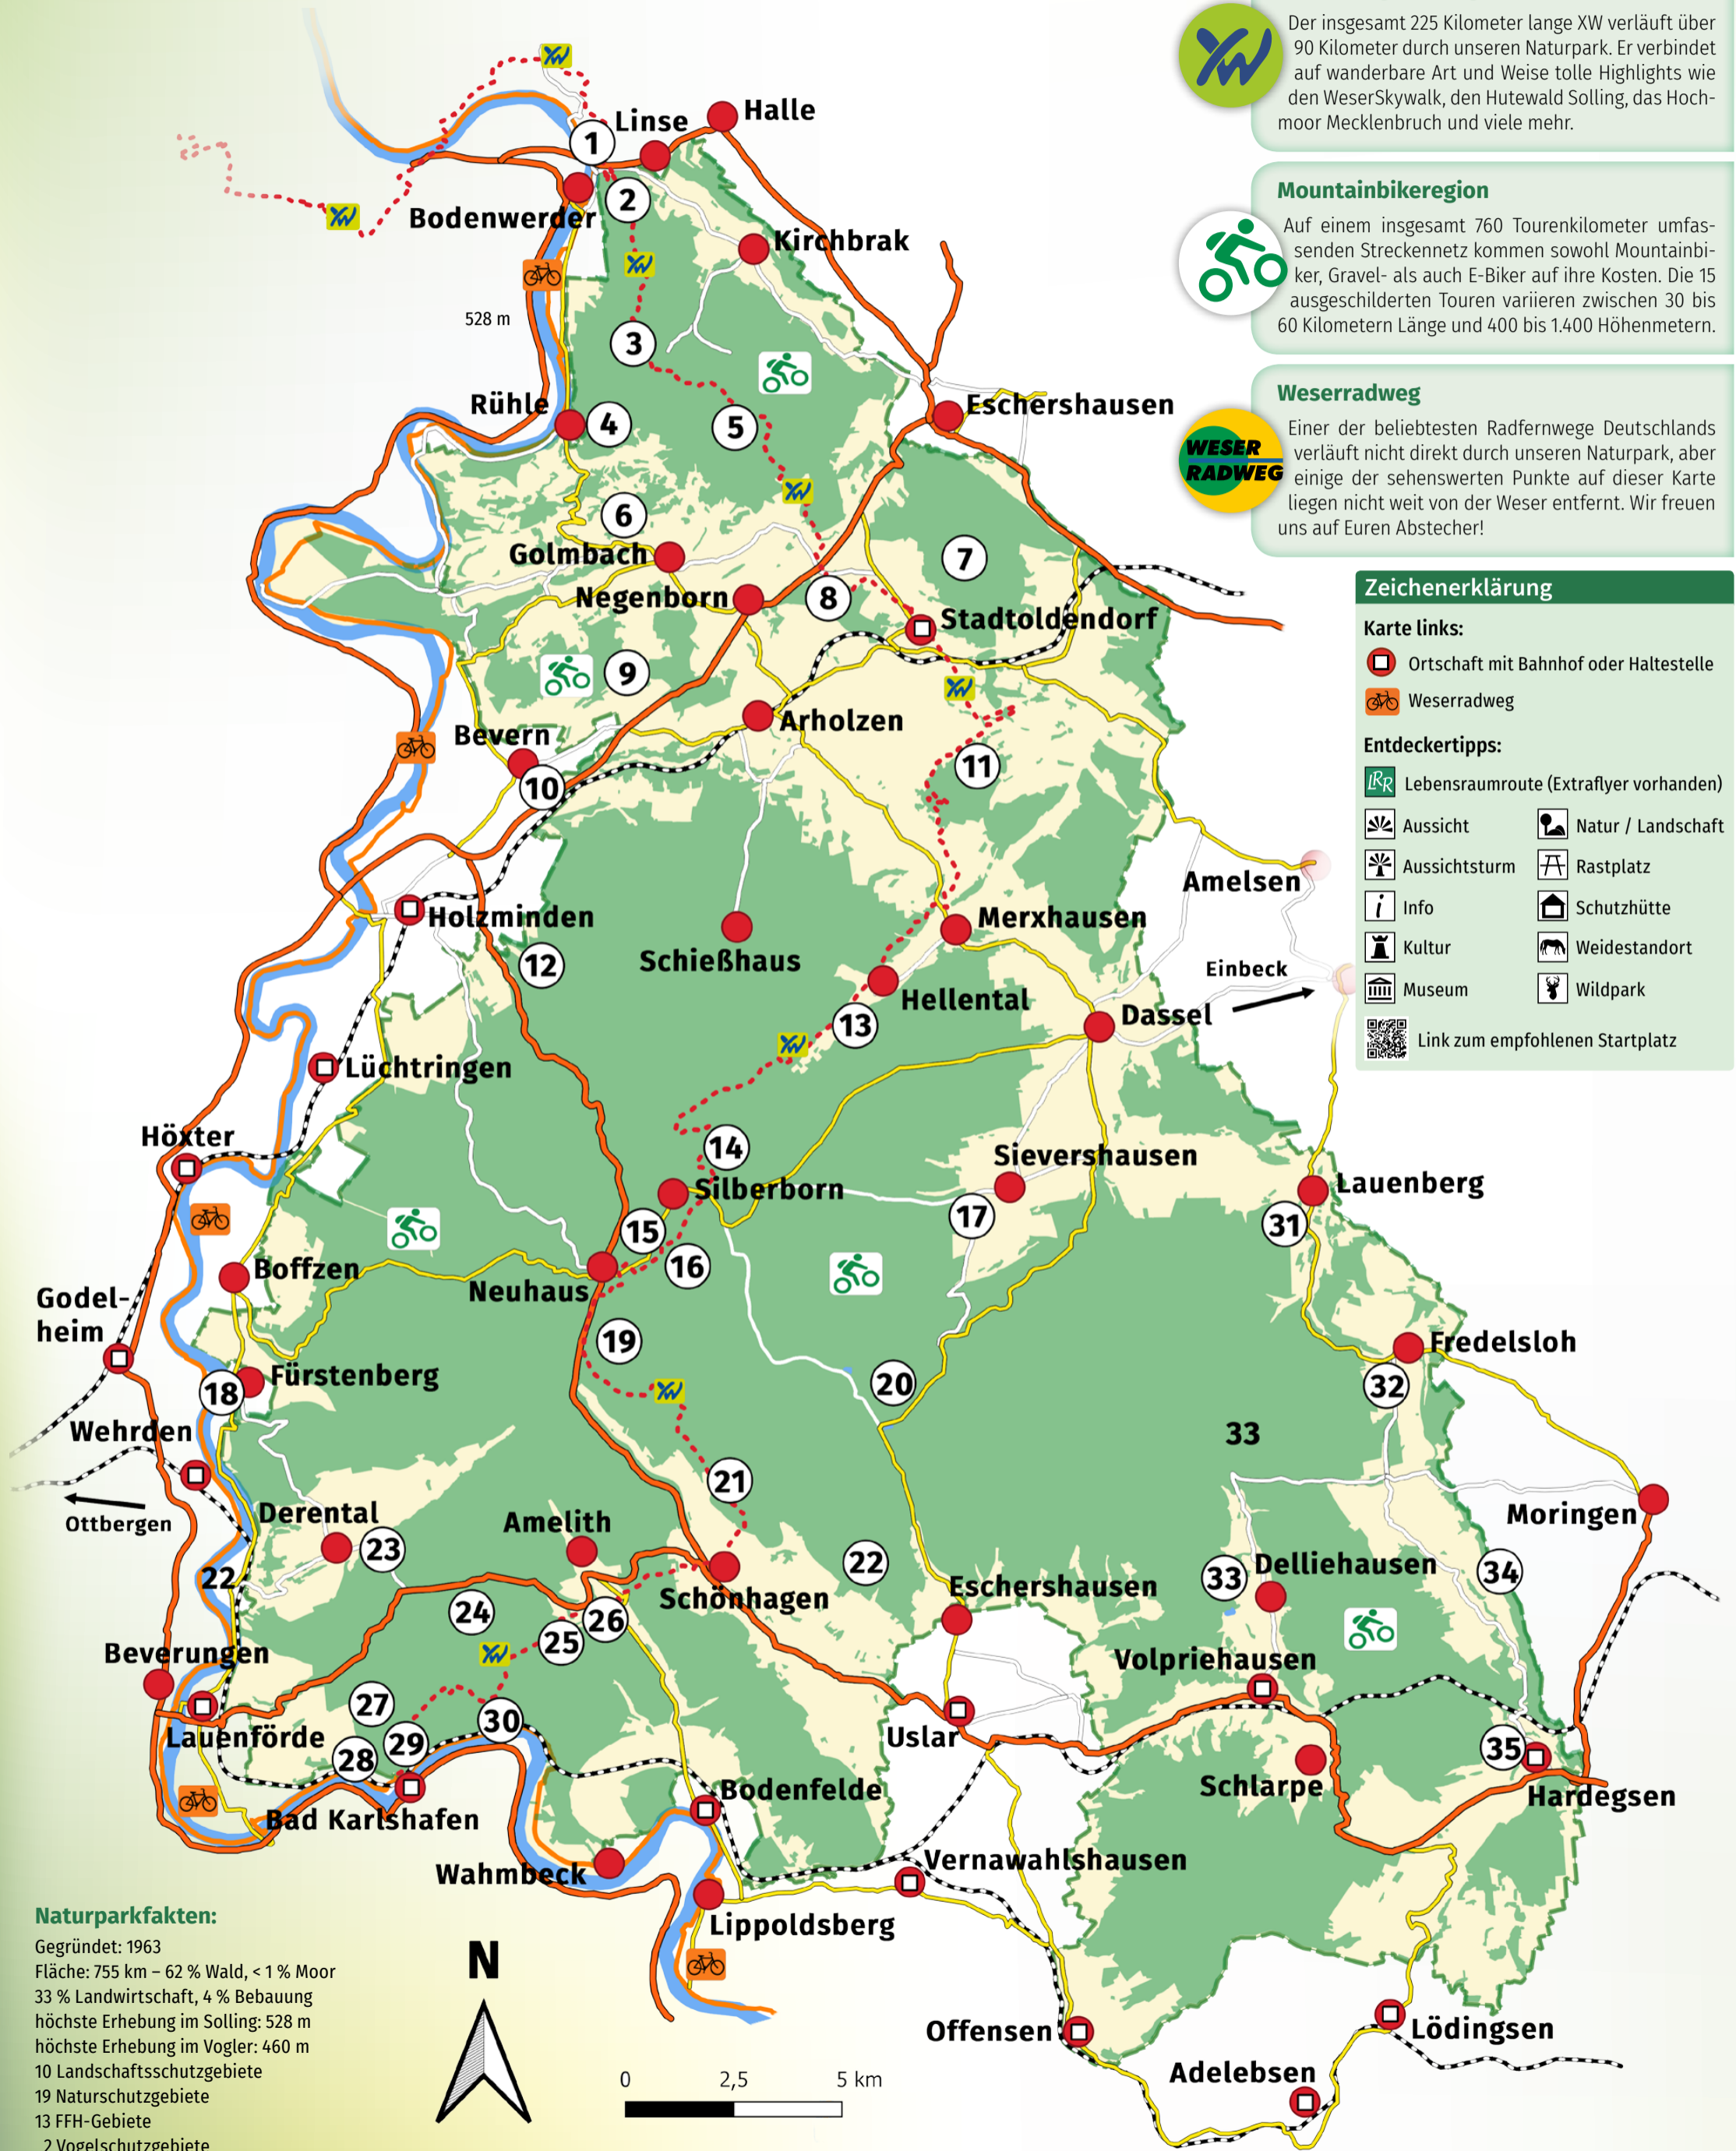 Der insgesamt 225 Kilometer lange XW verläuft über
90 Kilometer durch unseren Naturpark. Er verbindet
auf wanderbare Art und Weise tolle Highlights wie
den WeserSkywalk, den Hutewald Solling, das Hoch-
moor Mecklenbruch und viele mehr.
XW
Mountainbikeregion
Auf einem insgesamt 760 Tourenkilometer umfas-
senden Streckennetz kommen sowohl Mountainbi-
ker, Gravel- als auch E-Biker auf ihre Kosten. Die 15
ausgeschilderten Touren variieren zwischen 30 bis
60 Kilometern Länge und 400 bis 1.400 Höhenmetern.
Weserradweg
WESER
RADWEG
Einer der beliebtesten Radfernwege Deutschlands
verläuft nicht direkt durch unseren Naturpark, aber
einige der sehenswerten Punkte auf dieser Karte
liegen nicht weit von der Weser entfernt. Wir freuen
uns auf Euren Abstecher!
Zeichenerklärung
Karte links:
Ortschaft mit Bahnhof oder Haltestelle
Weserradweg
Entdeckertipps:
LRR Lebensraumroute (Extraflyer vorhanden)
Aussicht
Natur / Landschaft
Aussichtsturm
Rastplatz
i Info
Schutzhütte
Kultur
Weidestandort
Museum
Wildpark
Link zum empfohlenen Startplatz
XW
Halle
Linse
1
2
XW
Bodenwerder
Kirchbrak
XW
528 m
3
Rühle
4
5
Eschershausen
XW
6
Golmbach
7
Negenborn
8
Stadtoldendorf
9
XW
Arholzen
Bevern
10
11
Amelsen
Holzminden
12
Schießhaus
Merxhausen
Einbeck
Hellental
13
Dassel
XW
Lüchtringen
Höxter
14
Sievershausen
Silberborn
Lauenberg
15
17
31
16
Boffzen
Neuhaus
Godel-
heim
19
Fredelsloh
Fürstenberg
18
XW
20
32
Wehrden
33
21
Ottbergen
Derental
Amelith
Moringen
23
22
22
33
Delliehausen
34
Eschershausen
Schönhagen
24
26
25
XW
Beverungen
Volpriehausen
27
30
Lauenförde
29
28
Uslar
35
Schlarpe
Hardegsen
Bodenfelde
Bad Karlshafen
Wahmbeck
Vernawahlshausen
Lippoldsberg
Offensen
Lödingsen
Adelebsen
N
0 2,5 5 km
Naturparkfakten:
Gegründet: 1963
Fläche: 755 km – 62 % Wald, < 1 % Moor
33 % Landwirtschaft, 4 % Bebauung
höchste Erhebung im Solling: 528 m
höchste Erhebung im Vogler: 460 m
10 Landschaftsschutzgebiete
19 Naturschutzgebiete
13 FFH-Gebiete
2 Vogelschutzgebiete